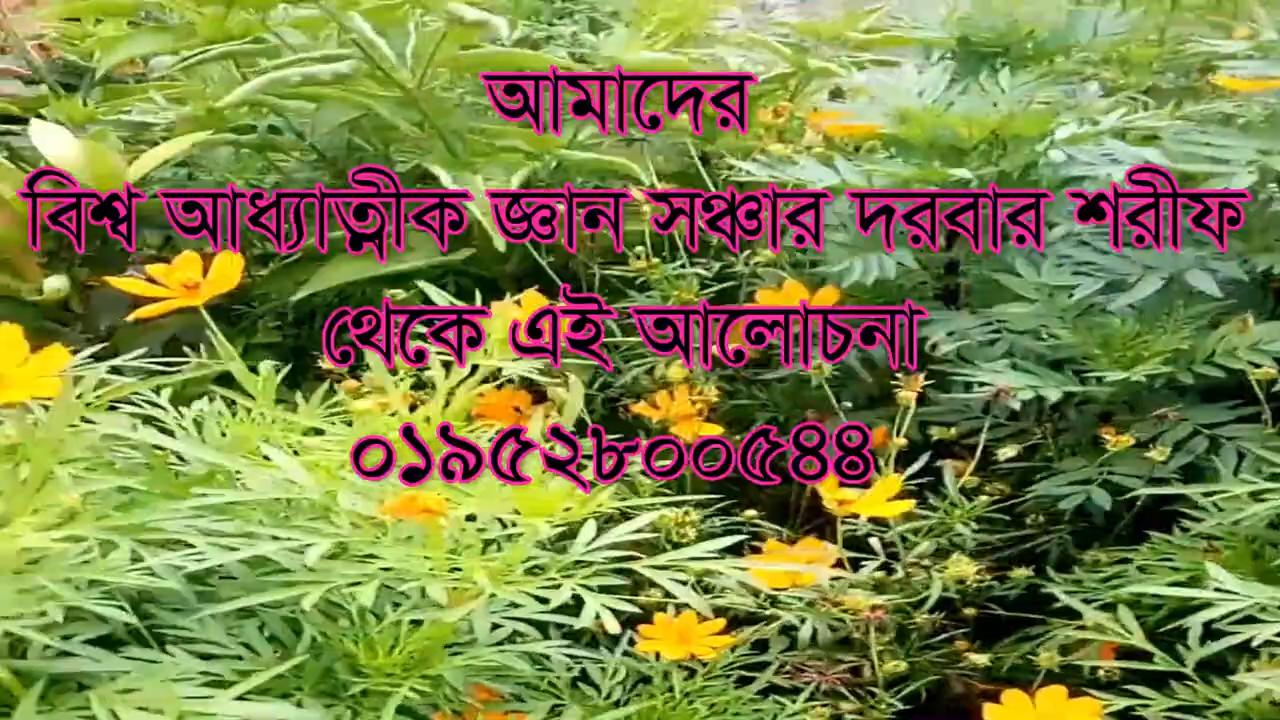 আমাদের
বিশ্ব আধ্যাত্নীক জ্ঞান সঞ্চার দরবার শরীফ
থেকে এই আলোচনা
০১৯৫২৮০০৫৪৪